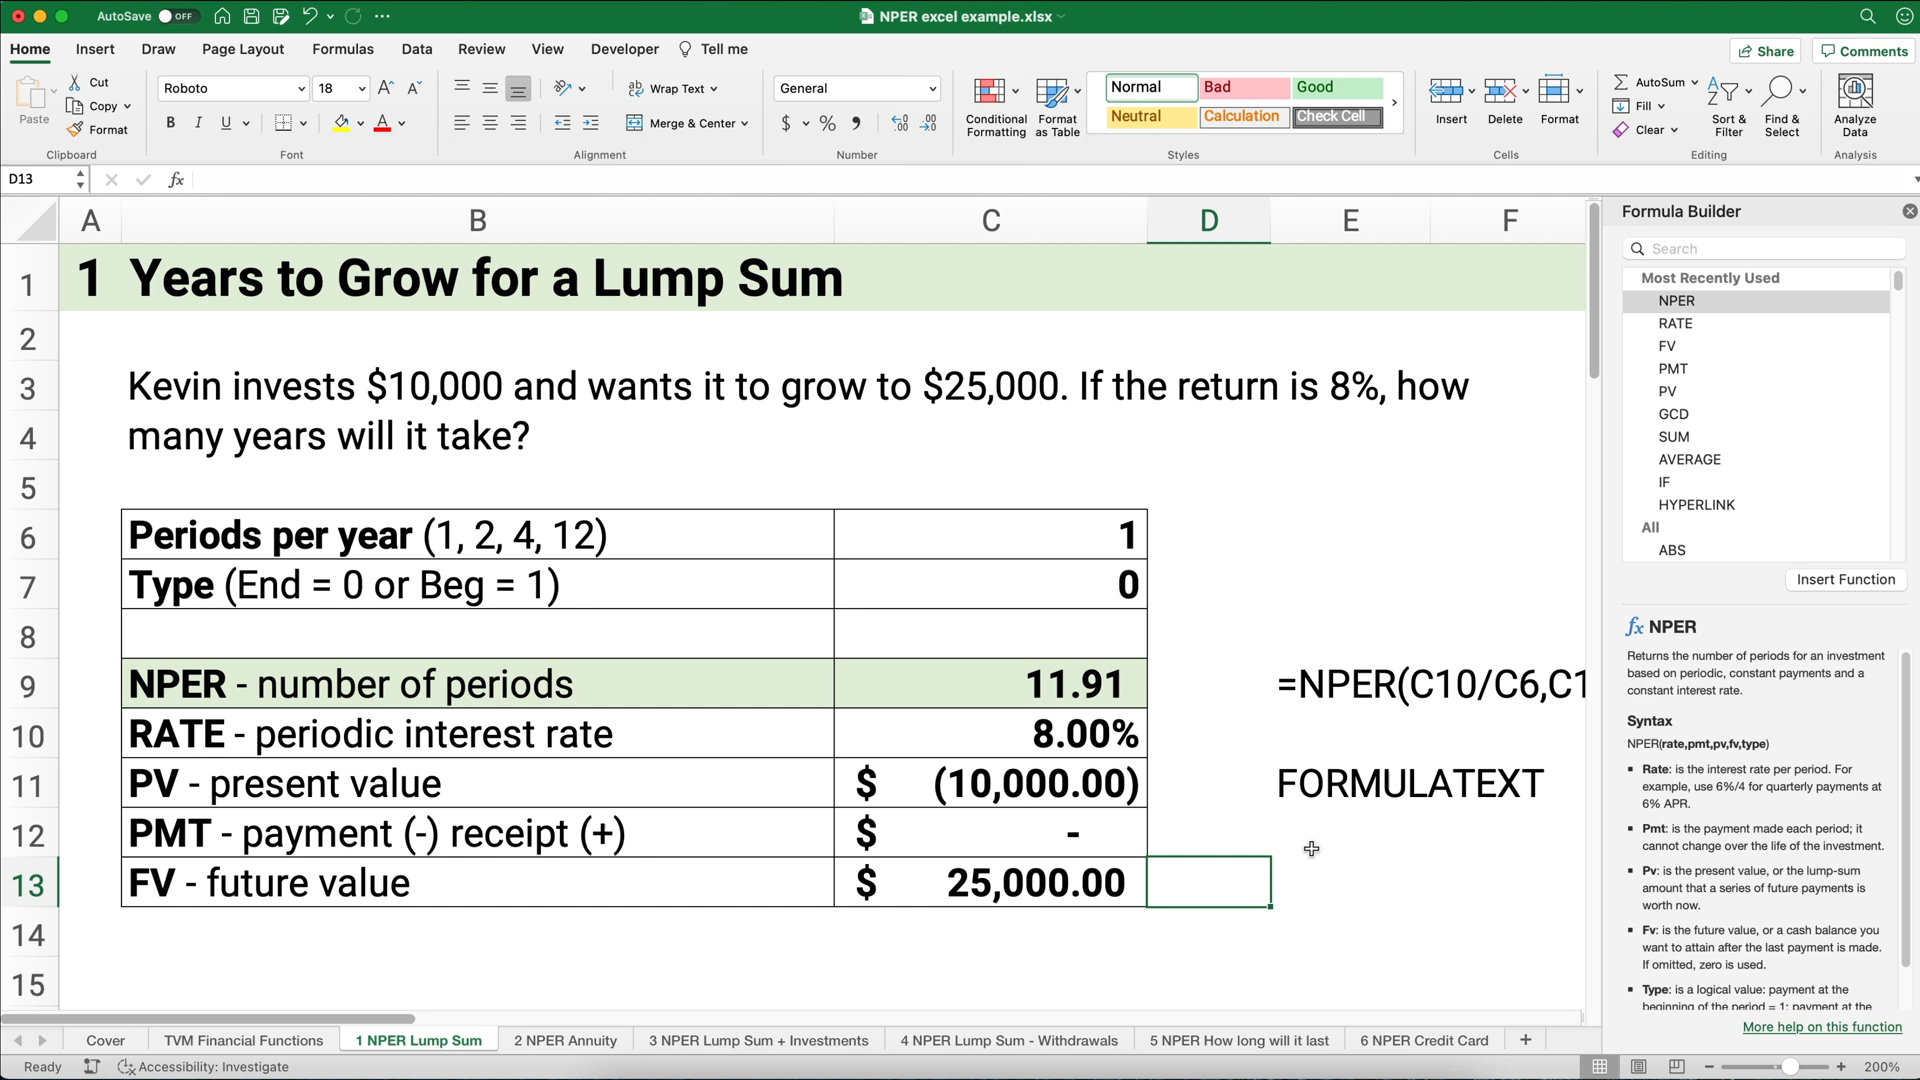 AutoSave OFF
NPER excel example.xlsx
Home Insert Draw Page Layout Formulas Data Review View Developer Tell me
Share Comments
Paste
Cut
Copy
Format
Clipboard
Roboto 18
B I U
Font
Wrap Text
Merge & Center
Alignment
General
$ % ,
Number
Conditional Formatting
Format as Table
Normal Bad Good
Neutral Calculation Check Cell
Styles
Insert Delete Format
Cells
AutoSum
Fill
Clear
Sort & Filter
Find & Select
Editing
Analyze Data
Analysis
D13 fx
A B C D E F
1 1 Years to Grow for a Lump Sum
2
3 Kevin invests $10,000 and wants it to grow to $25,000. If the return is 8%, how
4 many years will it take?
5
6 Periods per year (1, 2, 4, 12) 1
7 Type (End = 0 or Beg = 1) 0
8
9 NPER - number of periods 11.91 =NPER(C10/C6,C1
10 RATE - periodic interest rate 8.00%
11 PV - present value $ (10,000.00) FORMULATEXT
12 PMT - payment (-) receipt (+) $ -
13 FV - future value $ 25,000.00
14
15
Formula Builder
Search
Most Recently Used
NPER
RATE
FV
PMT
PV
GCD
SUM
AVERAGE
IF
HYPERLINK
All
ABS
Insert Function
fx NPER
Returns the number of periods for an investment
based on periodic, constant payments and a
constant interest rate.
Syntax
NPER(rate,pmt,pv,fv,type)
▪ Rate: is the interest rate per period. For
example, use 6%/4 for quarterly payments at
6% APR.
▪ Pmt: is the payment made each period; it
cannot change over the life of the investment.
▪ Pv: is the present value, or the lump-sum
amount that a series of future payments is
worth now.
▪ Fv: is the future value, or a cash balance you
want to attain after the last payment is made.
If omitted, zero is used.
▪ Type: is a logical value: payment at the
beginning of the period = 1; payment at the
More help on this function
Cover TVM Financial Functions 1 NPER Lump Sum 2 NPER Annuity 3 NPER Lump Sum + Investments 4 NPER Lump Sum - Withdrawals 5 NPER How long will it last 6 NPER Credit Card +
Ready Accessibility: Investigate 200%